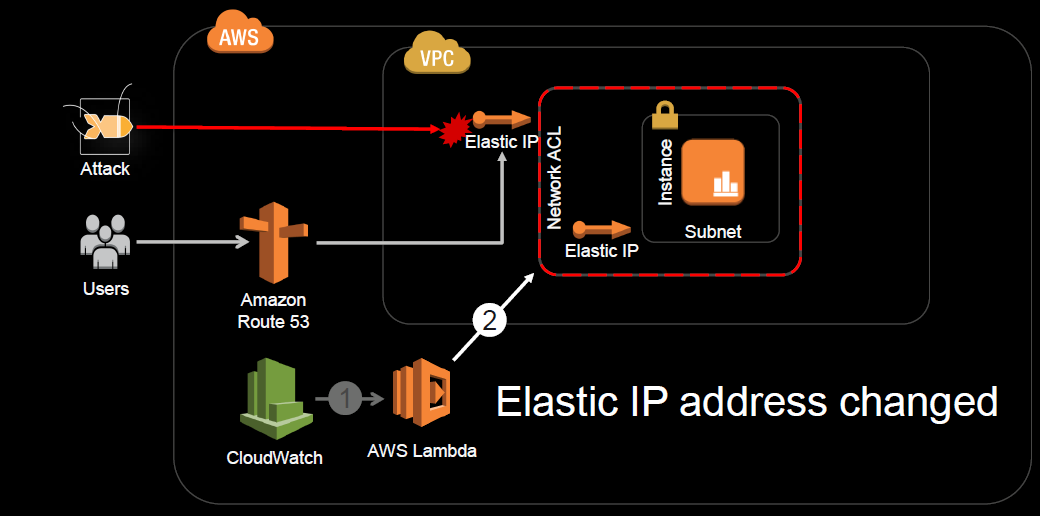 AWS
VPC
Attack
Elastic IP
Network ACL
Instance
Subnet
Elastic IP
Users
Amazon
Route 53
2
1
CloudWatch
AWS Lambda
Elastic IP address changed